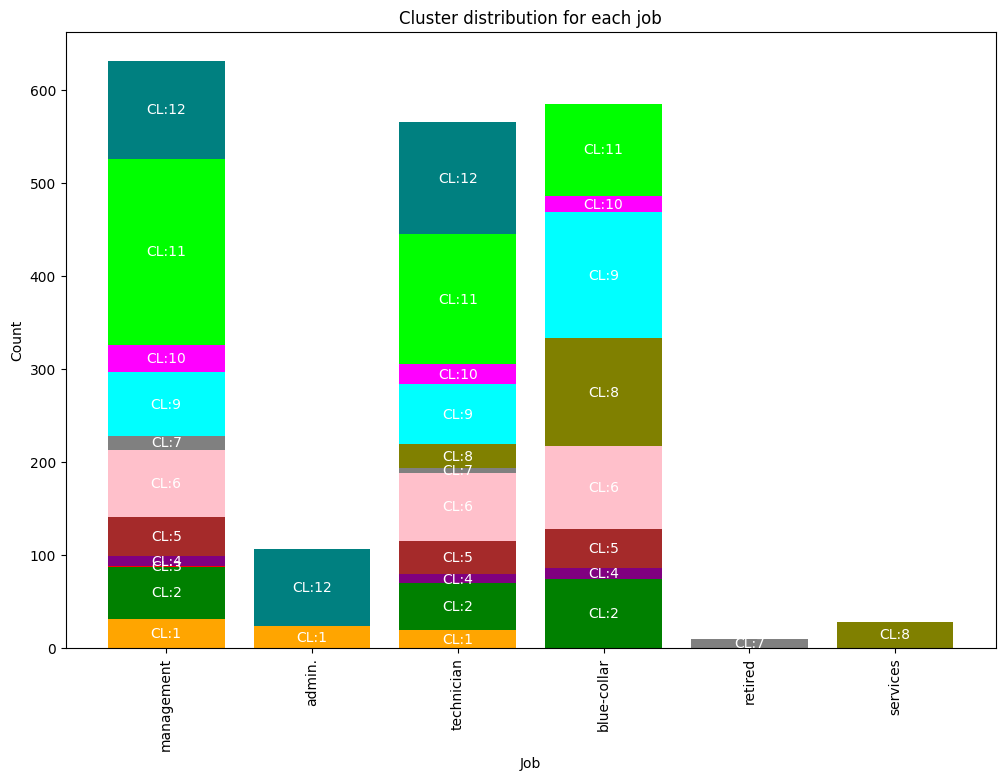 Cluster distribution for each job
Count
600
500
400
300
200
100
0
CL:12
CL:11
CL:10
CL:9
CL:7
CL:6
CL:5
CL:4
CL:3
CL:2
CL:1
CL:12
CL:1
CL:12
CL:11
CL:10
CL:9
CL:8
CL:7
CL:6
CL:5
CL:4
CL:2
CL:1
CL:11
CL:10
CL:9
CL:8
CL:6
CL:5
CL:4
CL:2
CL:7
CL:8
management
admin.
technician
blue-collar
retired
services
Job